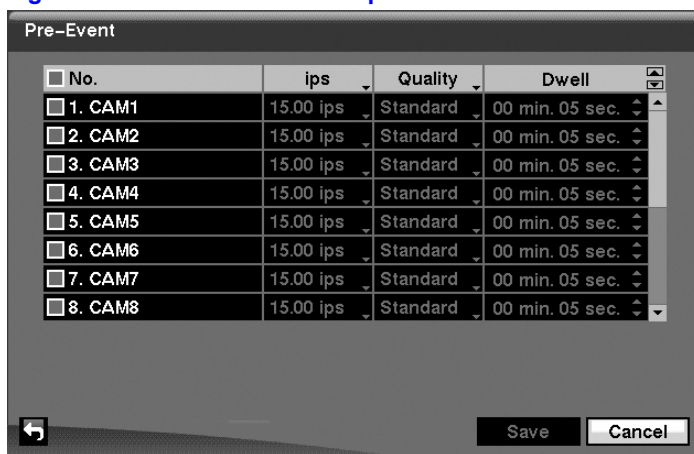 Pre-Event
No. ips Quality Dwell
1. CAM1 15.00 ips Standard 00 min. 05 sec.
2. CAM2 15.00 ips Standard 00 min. 05 sec.
3. CAM3 15.00 ips Standard 00 min. 05 sec.
4. CAM4 15.00 ips Standard 00 min. 05 sec.
5. CAM5 15.00 ips Standard 00 min. 05 sec.
6. CAM6 15.00 ips Standard 00 min. 05 sec.
7. CAM7 15.00 ips Standard 00 min. 05 sec.
8. CAM8 15.00 ips Standard 00 min. 05 sec.
Save Cancel